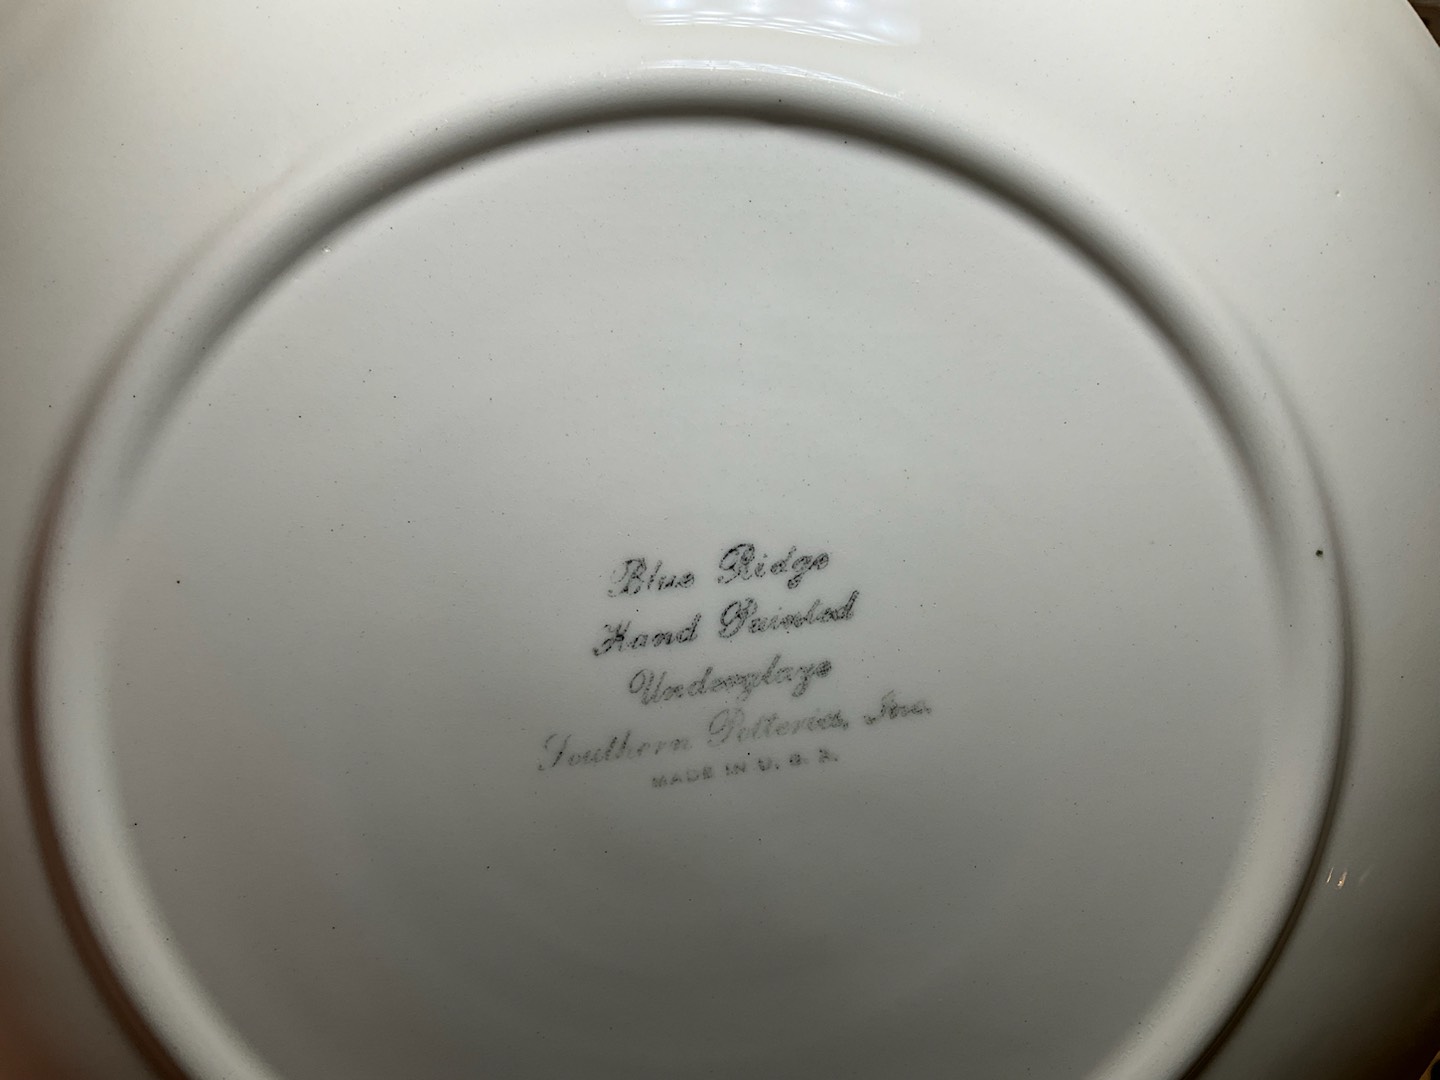 Blue Ridge
Hand Painted
Underglaze
Southern Potteries, Inc.
MADE IN U. S. A.